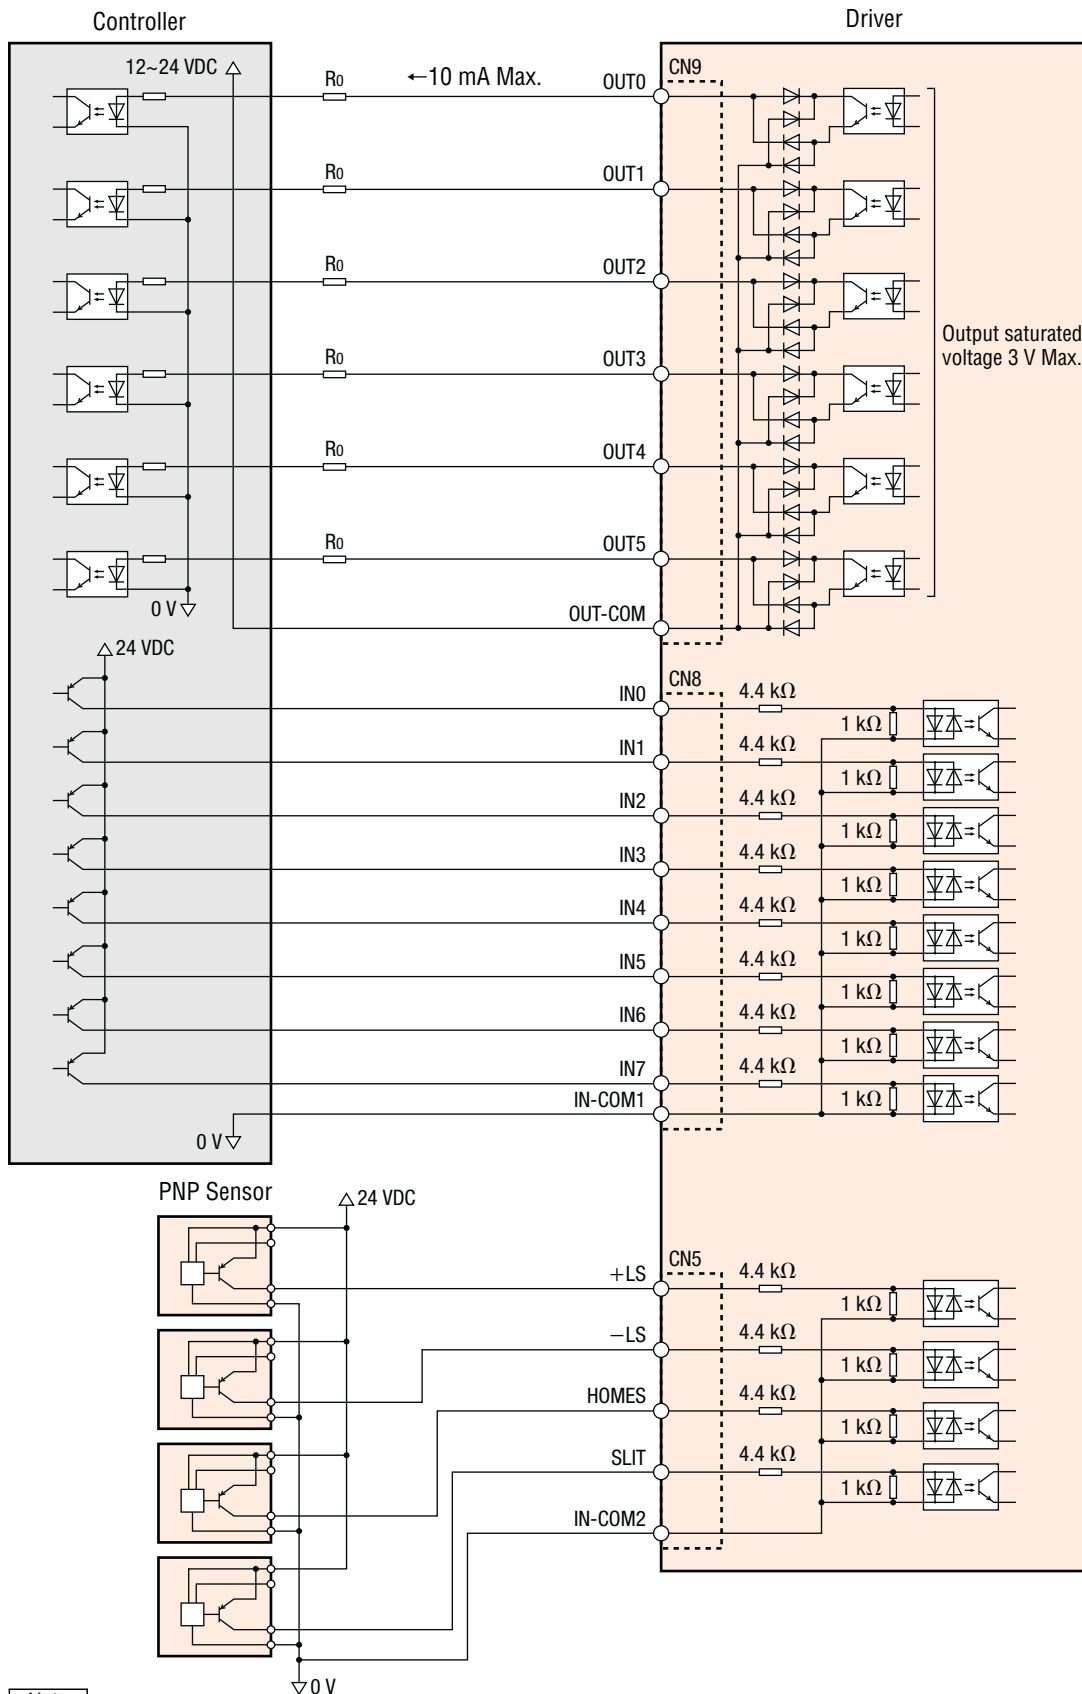 Controller
Driver
12~24 VDC
R0
←10 mA Max.
OUT0
CN9
R0
OUT1
R0
OUT2
Output saturated
voltage 3 V Max.
R0
OUT3
R0
OUT4
R0
OUT5
0 V
OUT-COM
24 VDC
CN8
IN0
4.4 kΩ
1 kΩ
IN1
4.4 kΩ
1 kΩ
IN2
4.4 kΩ
1 kΩ
IN3
4.4 kΩ
1 kΩ
IN4
4.4 kΩ
1 kΩ
IN5
4.4 kΩ
1 kΩ
IN6
4.4 kΩ
1 kΩ
IN7
4.4 kΩ
IN-COM1
1 kΩ
0 V
PNP Sensor
24 VDC
CN5
+LS
4.4 kΩ
1 kΩ
−LS
4.4 kΩ
1 kΩ
HOMES
4.4 kΩ
1 kΩ
SLIT
4.4 kΩ
1 kΩ
IN-COM2
0 V